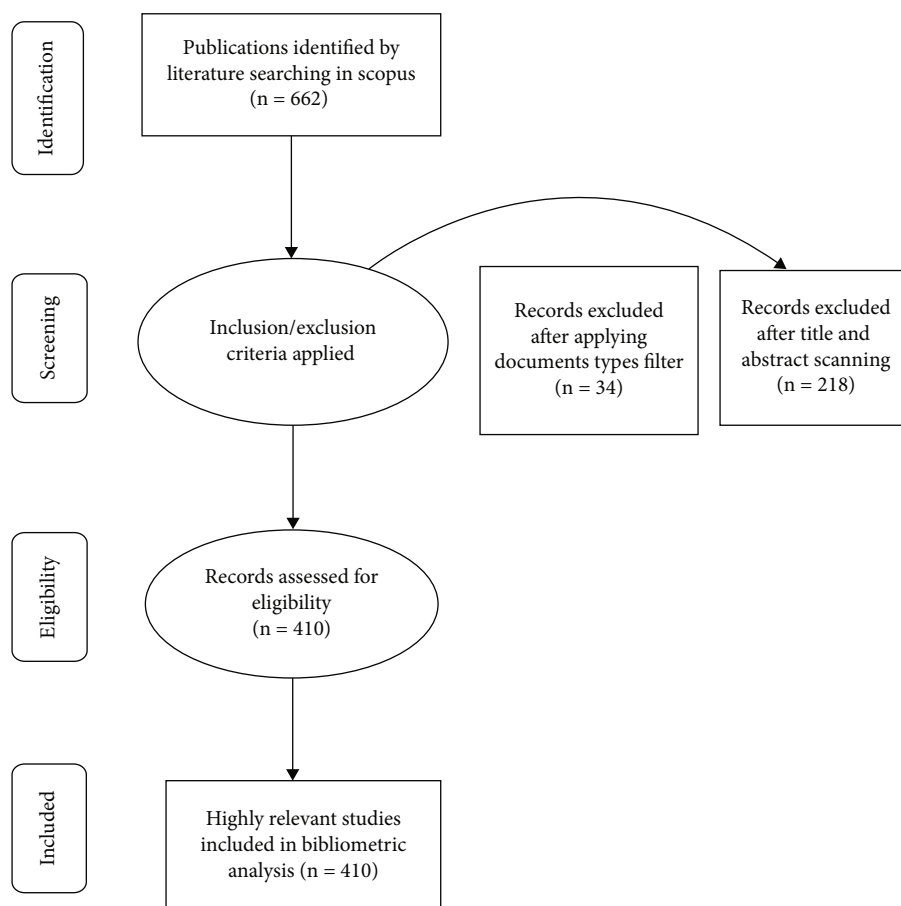 Identification
Publications identified by
literature searching in scopus
(n = 662)
Screening
Inclusion/exclusion
criteria applied
Records excluded
after applying
documents types filter
(n = 34)
Records excluded
after title and
abstract scanning
(n = 218)
Eligibility
Records assessed for
eligibility
(n = 410)
Included
Highly relevant studies
included in bibliometric
analysis (n = 410)